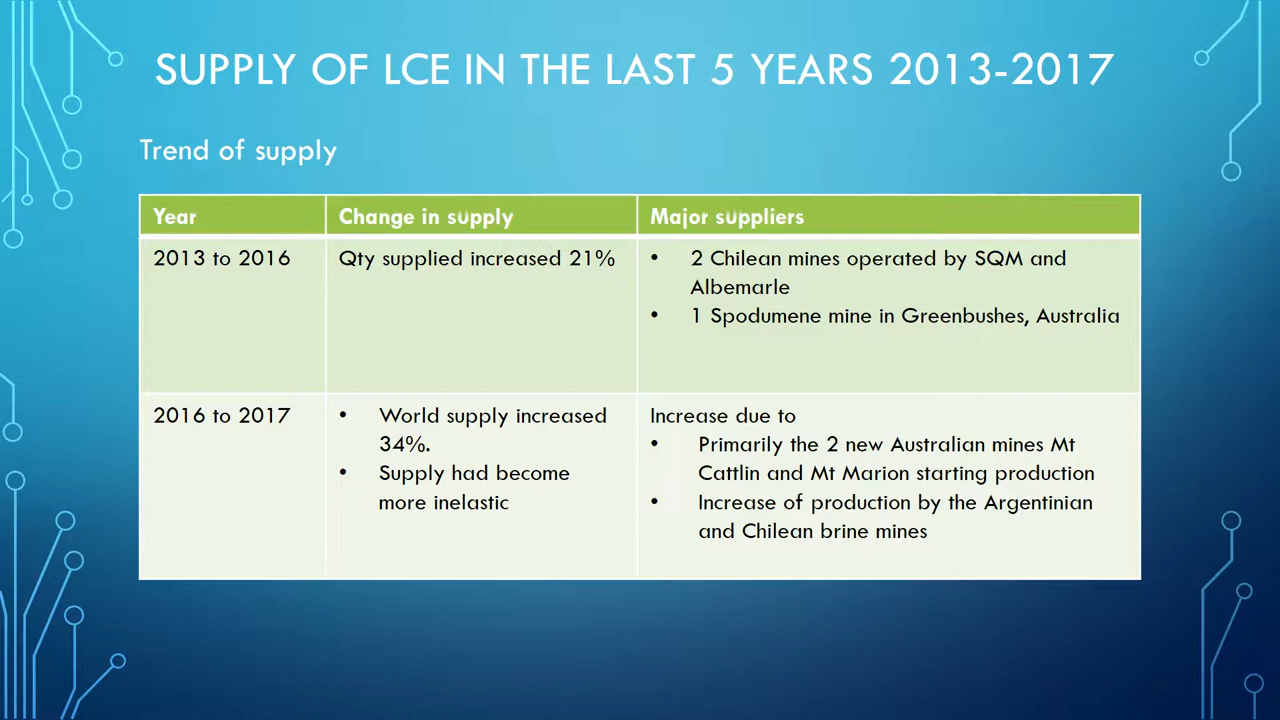 SUPPLY OF LCE IN THE LAST 5 YEARS 2013-2017
Trend of supply
Year
Change in supply
Major suppliers
2013 to 2016
Qty supplied increased 21%
• 2 Chilean mines operated by SQM and
Albemarle
• 1 Spodumene mine in Greenbushes, Australia
2016 to 2017
• World supply increased
34%.
• Supply had become
more inelastic
Increase due to
• Primarily the 2 new Australian mines Mt
Cattlin and Mt Marion starting production
• Increase of production by the Argentinian
and Chilean brine mines